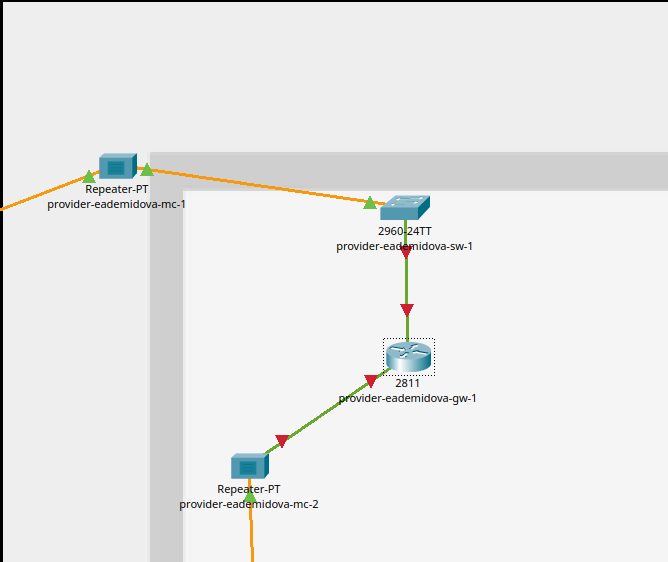 Repeater-PT
provider-eademidova-mc-1
2960-24TT
provider-eademidova-sw-1
2811
provider-eademidova-gw-1
Repeater-PT
provider-eademidova-mc-2